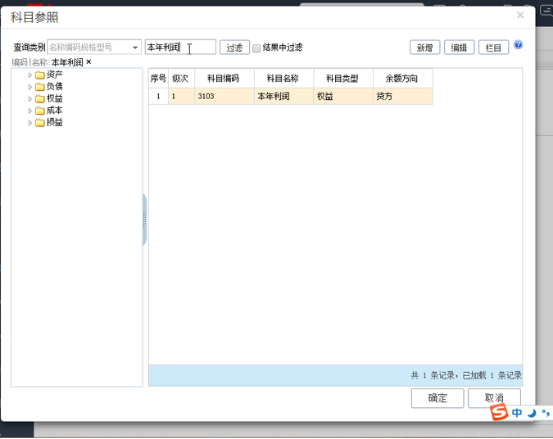 科目参照
查询类别 名称编码规格型号 本年利润 过滤 结果中过滤 新增 编辑 栏目
编码|名称: 本年利润 ×
资产
负债
权益
成本
损益
序号 级次 科目编码 科目名称 科目类型 余额方向
1 1 3103 本年利润 权益 贷方
共 1 条记录，已加载 1 条记录
确定 取消
S 中